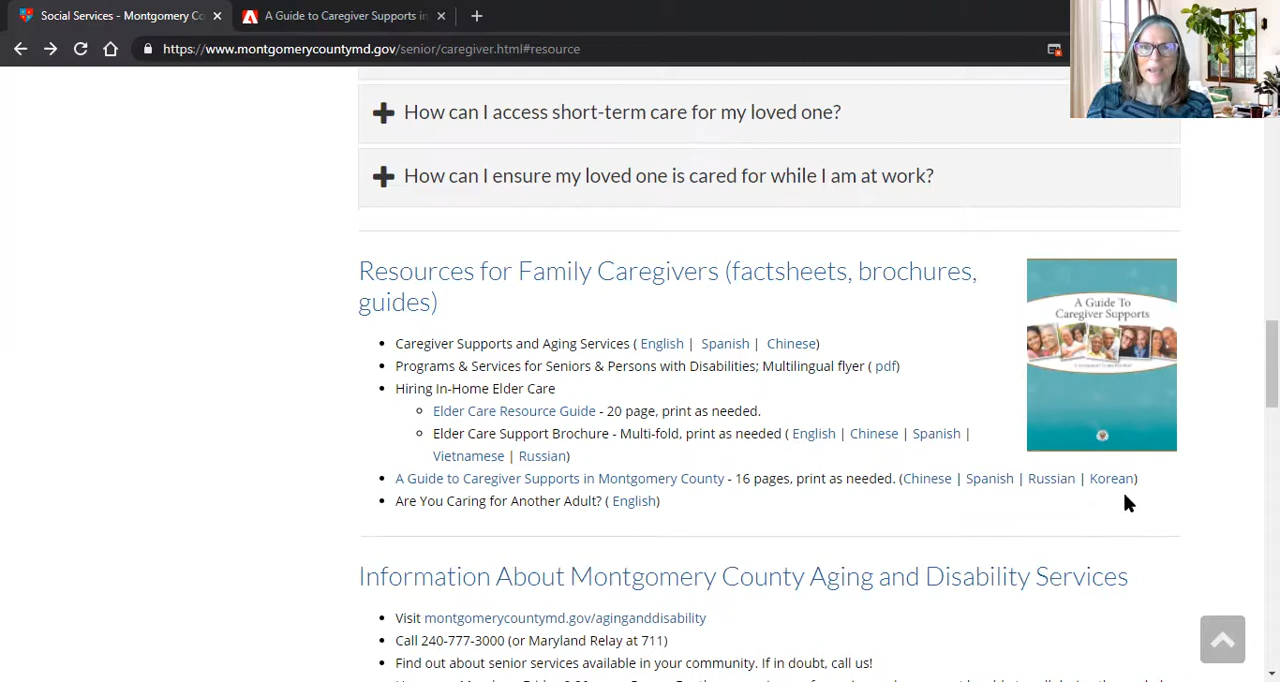 Social Services - Montgomery Co
A Guide to Caregiver Supports in
https://www.montgomerycountymd.gov/senior/caregiver.html#resource
How can I access short-term care for my loved one?
How can I ensure my loved one is cared for while I am at work?
Resources for Family Caregivers (factsheets, brochures,
guides)
A Guide To
Caregiver Supports
• Caregiver Supports and Aging Services ( English | Spanish | Chinese)
• Programs & Services for Seniors & Persons with Disabilities; Multilingual flyer ( pdf)
• Hiring In-Home Elder Care
Elder Care Resource Guide - 20 page, print as needed.
Elder Care Support Brochure - Multi-fold, print as needed ( English | Chinese | Spanish |
Vietnamese | Russian)
• A Guide to Caregiver Supports in Montgomery County - 16 pages, print as needed. (Chinese | Spanish | Russian | Korean)
• Are You Caring for Another Adult? ( English)
Information About Montgomery County Aging and Disability Services
• Visit montgomerycountymd.gov/aginganddisability
• Call 240-777-3000 (or Maryland Relay at 711)
• Find out about senior services available in your community. If in doubt, call us!